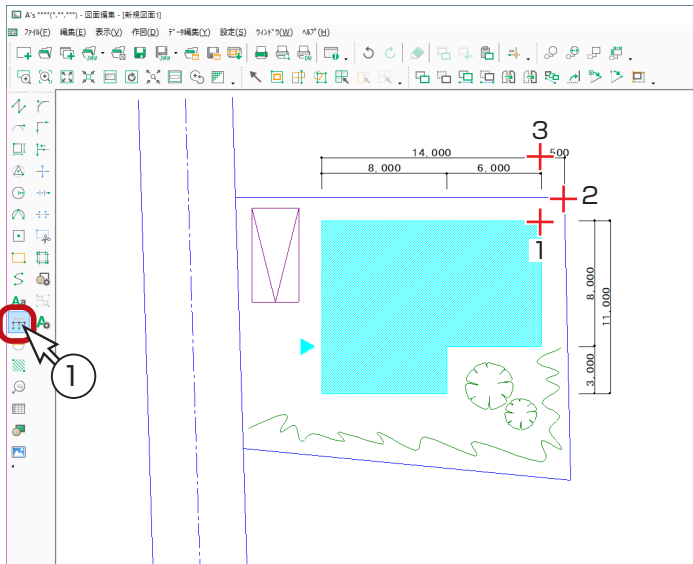 A's ****(*.**.***) - 図面編集 - [新規図面1]
ﾌｧｲﾙ(F) 編集(E) 表示(V) 作図(D) ﾃﾞｰﾀ編集(Y) 設定(S) ｳｨﾝﾄﾞｳ(W) ﾍﾙﾌﾟ(H)
JWW JWW
3
14,000 500
8,000 6,000
2
1
8,000
11,000
3,000
Aa A
1